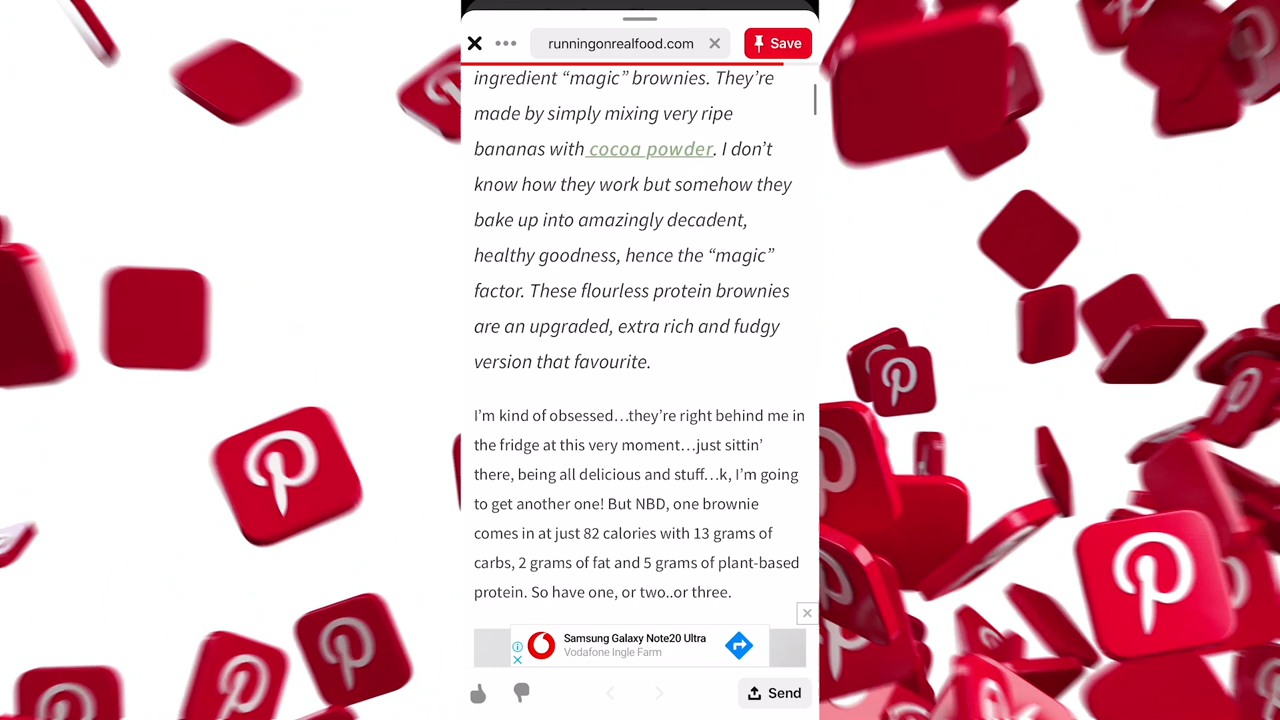 runningonrealfood.com
Save
ingredient “magic” brownies. They’re
made by simply mixing very ripe
bananas with cocoa powder. I don’t
know how they work but somehow they
bake up into amazingly decadent,
healthy goodness, hence the “magic”
factor. These flourless protein brownies
are an upgraded, extra rich and fudgy
version that favourite.
I’m kind of obsessed…they’re right behind me in
the fridge at this very moment…just sittin’
there, being all delicious and stuff…k, I’m going
to get another one! But NBD, one brownie
comes in at just 82 calories with 13 grams of
carbs, 2 grams of fat and 5 grams of plant-based
protein. So have one, or two..or three.
Samsung Galaxy Note20 Ultra
Vodafone Ingle Farm
Send